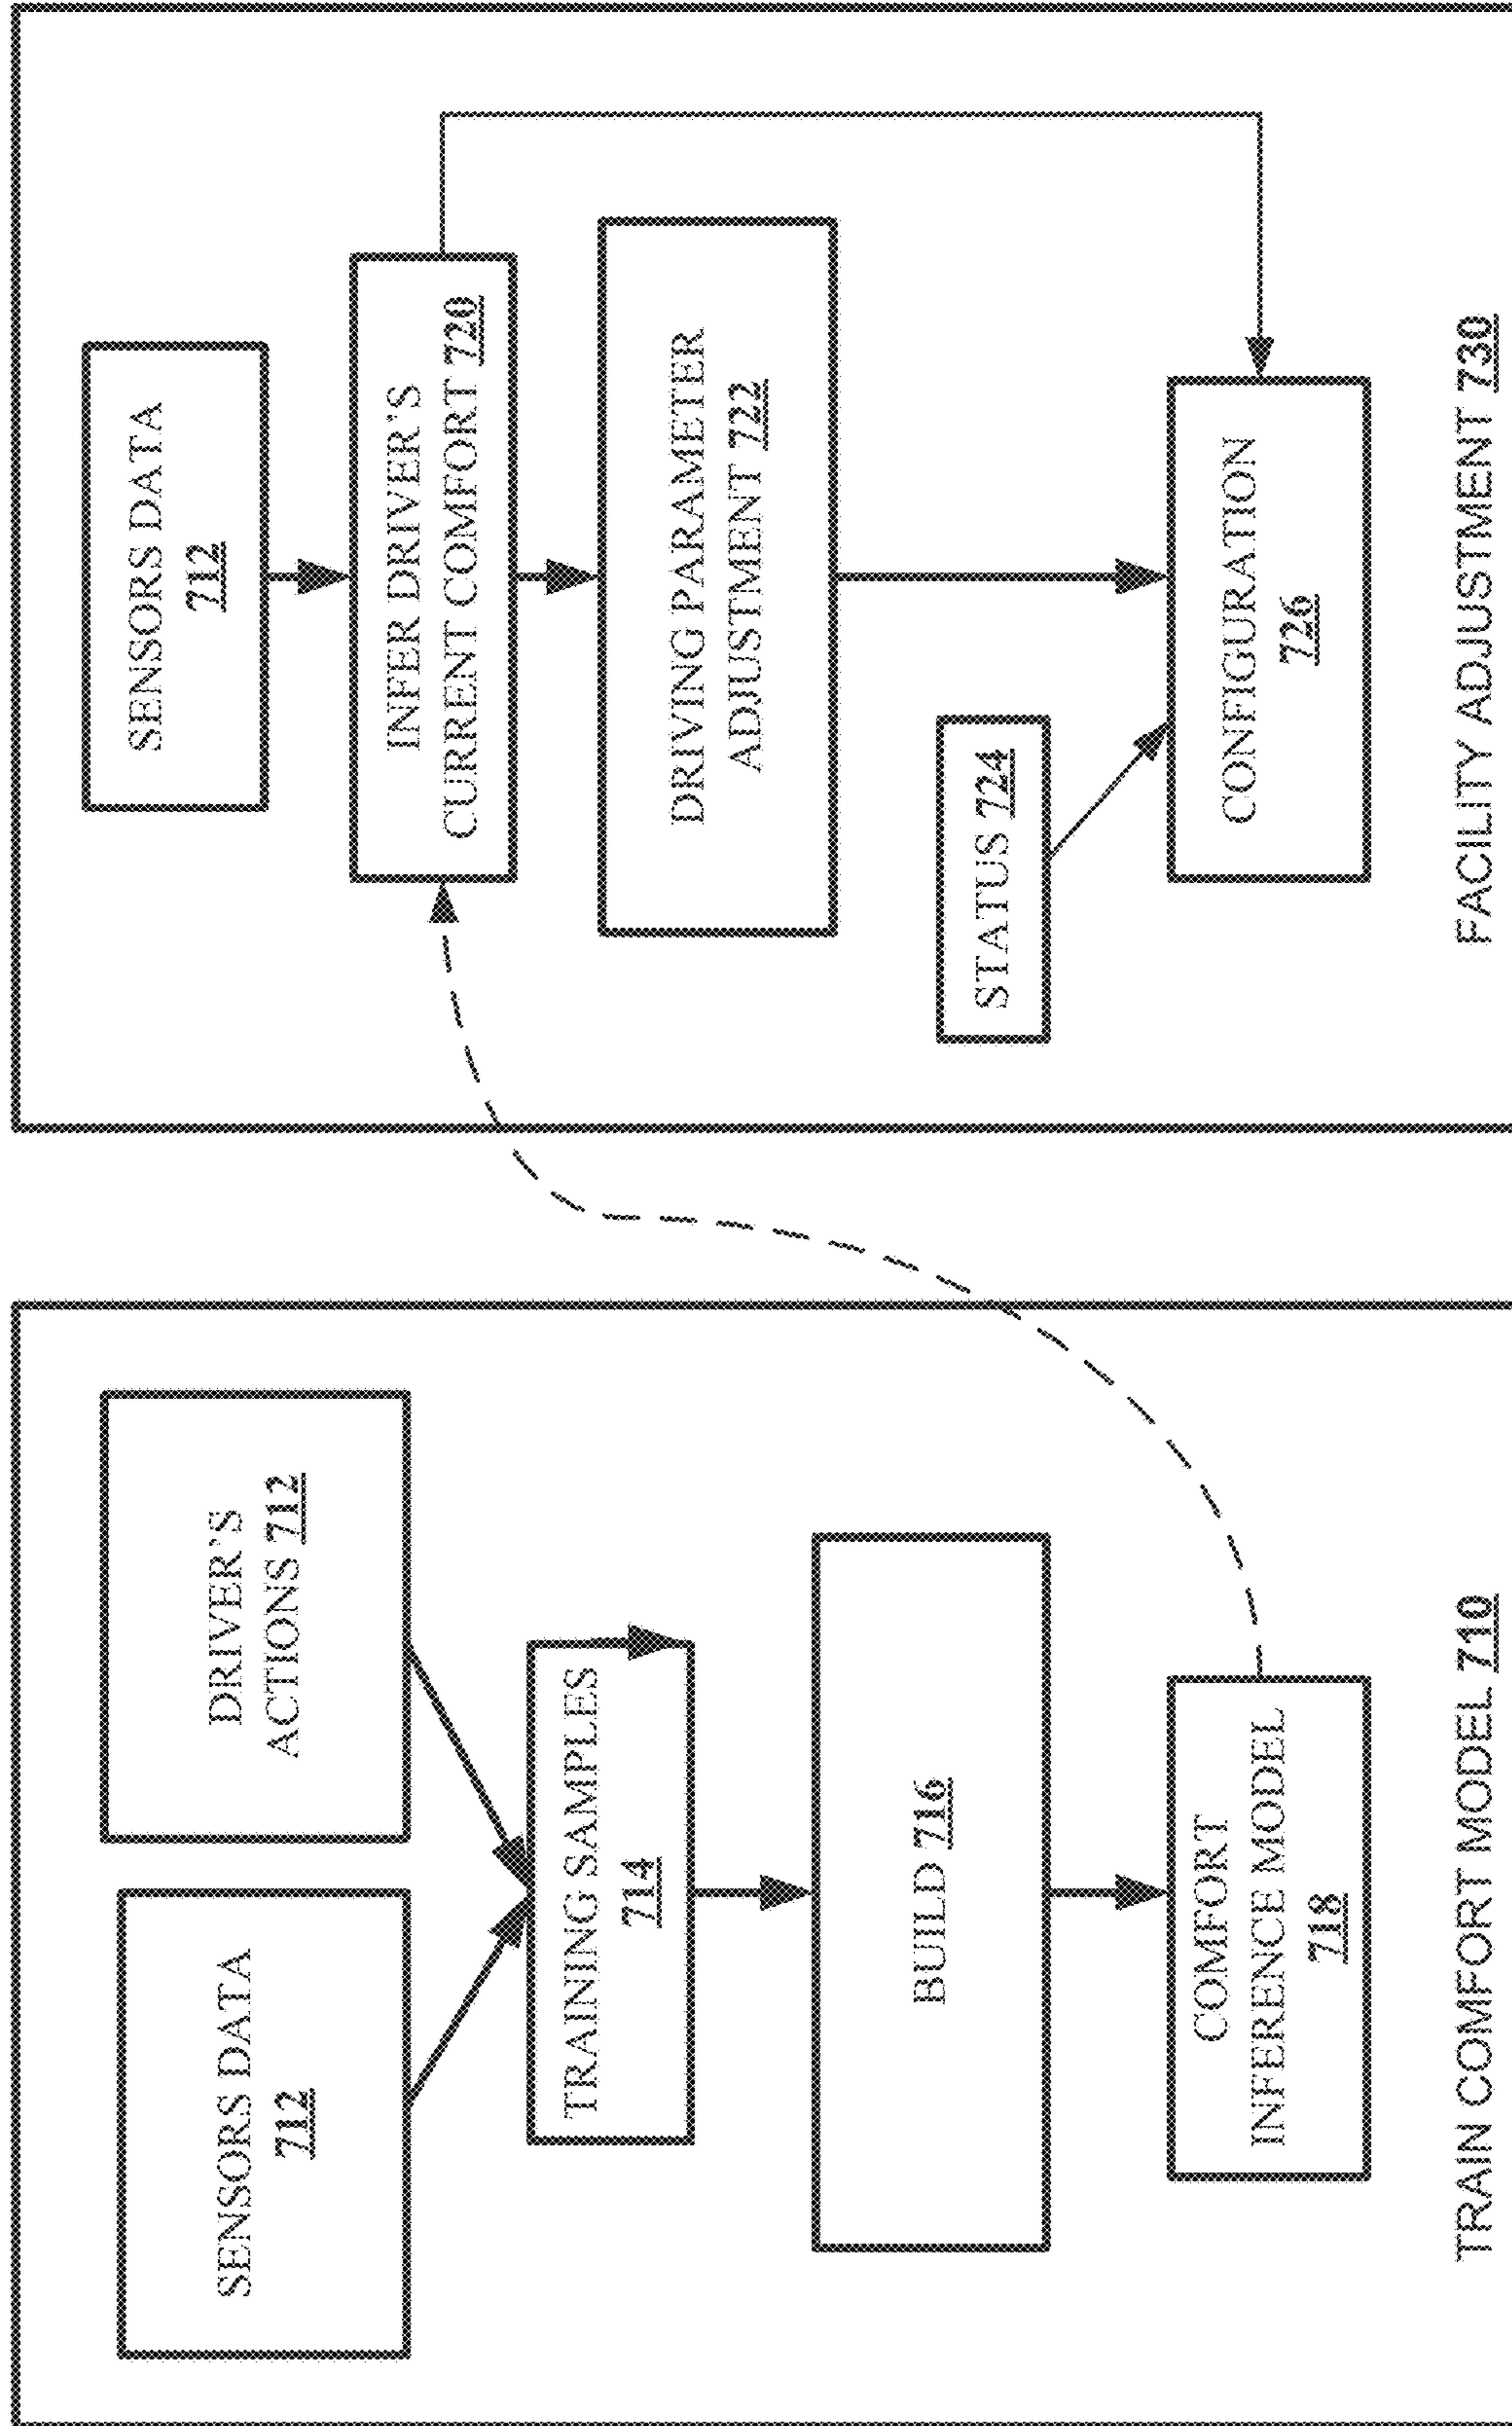 SENSORS DATA
712
DRIVER'S
ACTIONS 712
TRAINING SAMPLES
714
BUILD 716
COMFORT
INFERENCE MODEL
718
TRAIN COMFORT MODEL 710
SENSORS DATA
712
INFER DRIVER'S
CURRENT COMFORT 720
DRIVING PARAMETER
ADJUSTMENT 722
STATUS 724
CONFIGURATION
726
FACILITY ADJUSTMENT 730